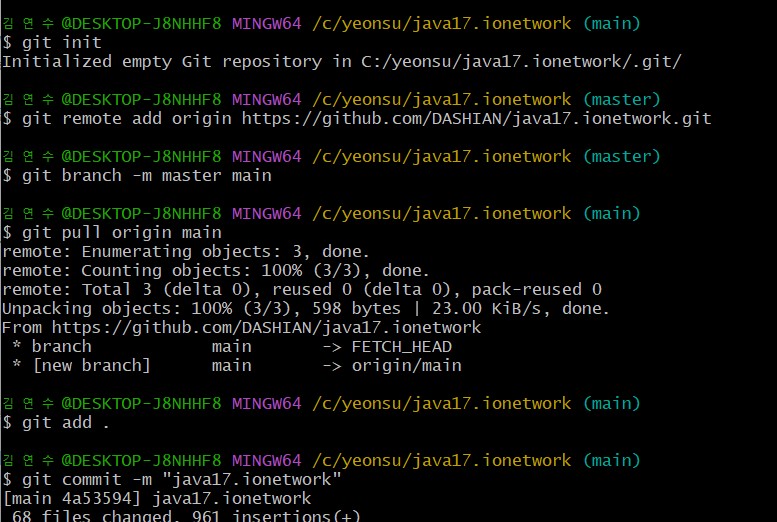 김 연 수 @DESKTOP-J8NHHF8 MINGW64 /c/yeonsu/java17.ionetwork (main)
$ git init
Initialized empty Git repository in C:/yeonsu/java17.ionetwork/.git/
김 연 수 @DESKTOP-J8NHHF8 MINGW64 /c/yeonsu/java17.ionetwork (master)
$ git remote add origin https://github.com/DASHIAN/java17.ionetwork.git
김 연 수 @DESKTOP-J8NHHF8 MINGW64 /c/yeonsu/java17.ionetwork (master)
$ git branch -m master main
김 연 수 @DESKTOP-J8NHHF8 MINGW64 /c/yeonsu/java17.ionetwork (main)
$ git pull origin main
remote: Enumerating objects: 3, done.
remote: Counting objects: 100% (3/3), done.
remote: Total 3 (delta 0), reused 0 (delta 0), pack-reused 0
Unpacking objects: 100% (3/3), 598 bytes | 23.00 KiB/s, done.
From https://github.com/DASHIAN/java17.ionetwork
 * branch            main       -> FETCH_HEAD
 * [new branch]      main       -> origin/main
김 연 수 @DESKTOP-J8NHHF8 MINGW64 /c/yeonsu/java17.ionetwork (main)
$ git add .
김 연 수 @DESKTOP-J8NHHF8 MINGW64 /c/yeonsu/java17.ionetwork (main)
$ git commit -m "java17.ionetwork"
[main 4a53594] java17.ionetwork
 68 files changed, 961 insertions(+)